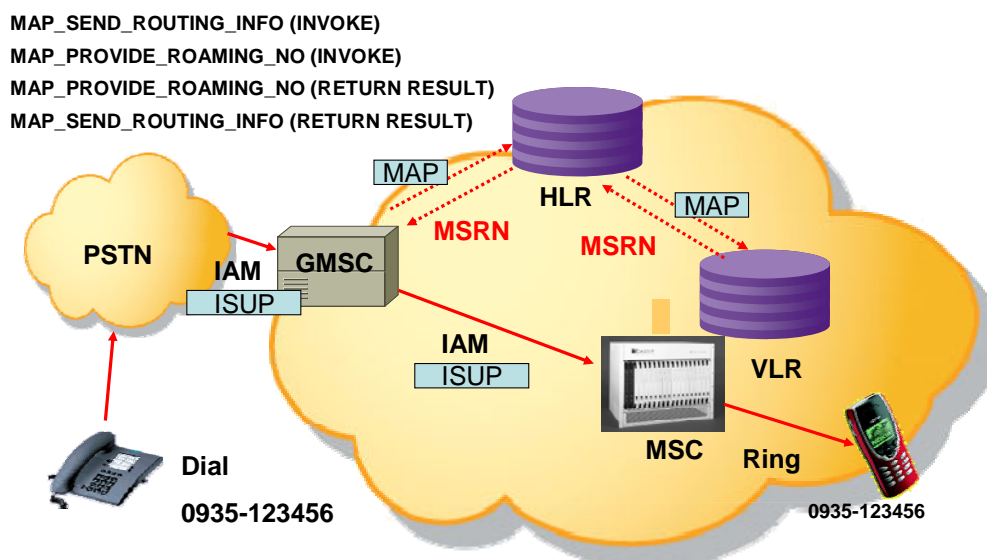 MAP_SEND_ROUTING_INFO (INVOKE)
MAP_PROVIDE_ROAMING_NO (INVOKE)
MAP_PROVIDE_ROAMING_NO (RETURN RESULT)
MAP_SEND_ROUTING_INFO (RETURN RESULT)
MAP
HLR
MAP
MSRN
MSRN
PSTN
GMSC
IAM
ISUP
IAM
ISUP
VLR
MSC
Ring
Dial
0935-123456
0935-123456